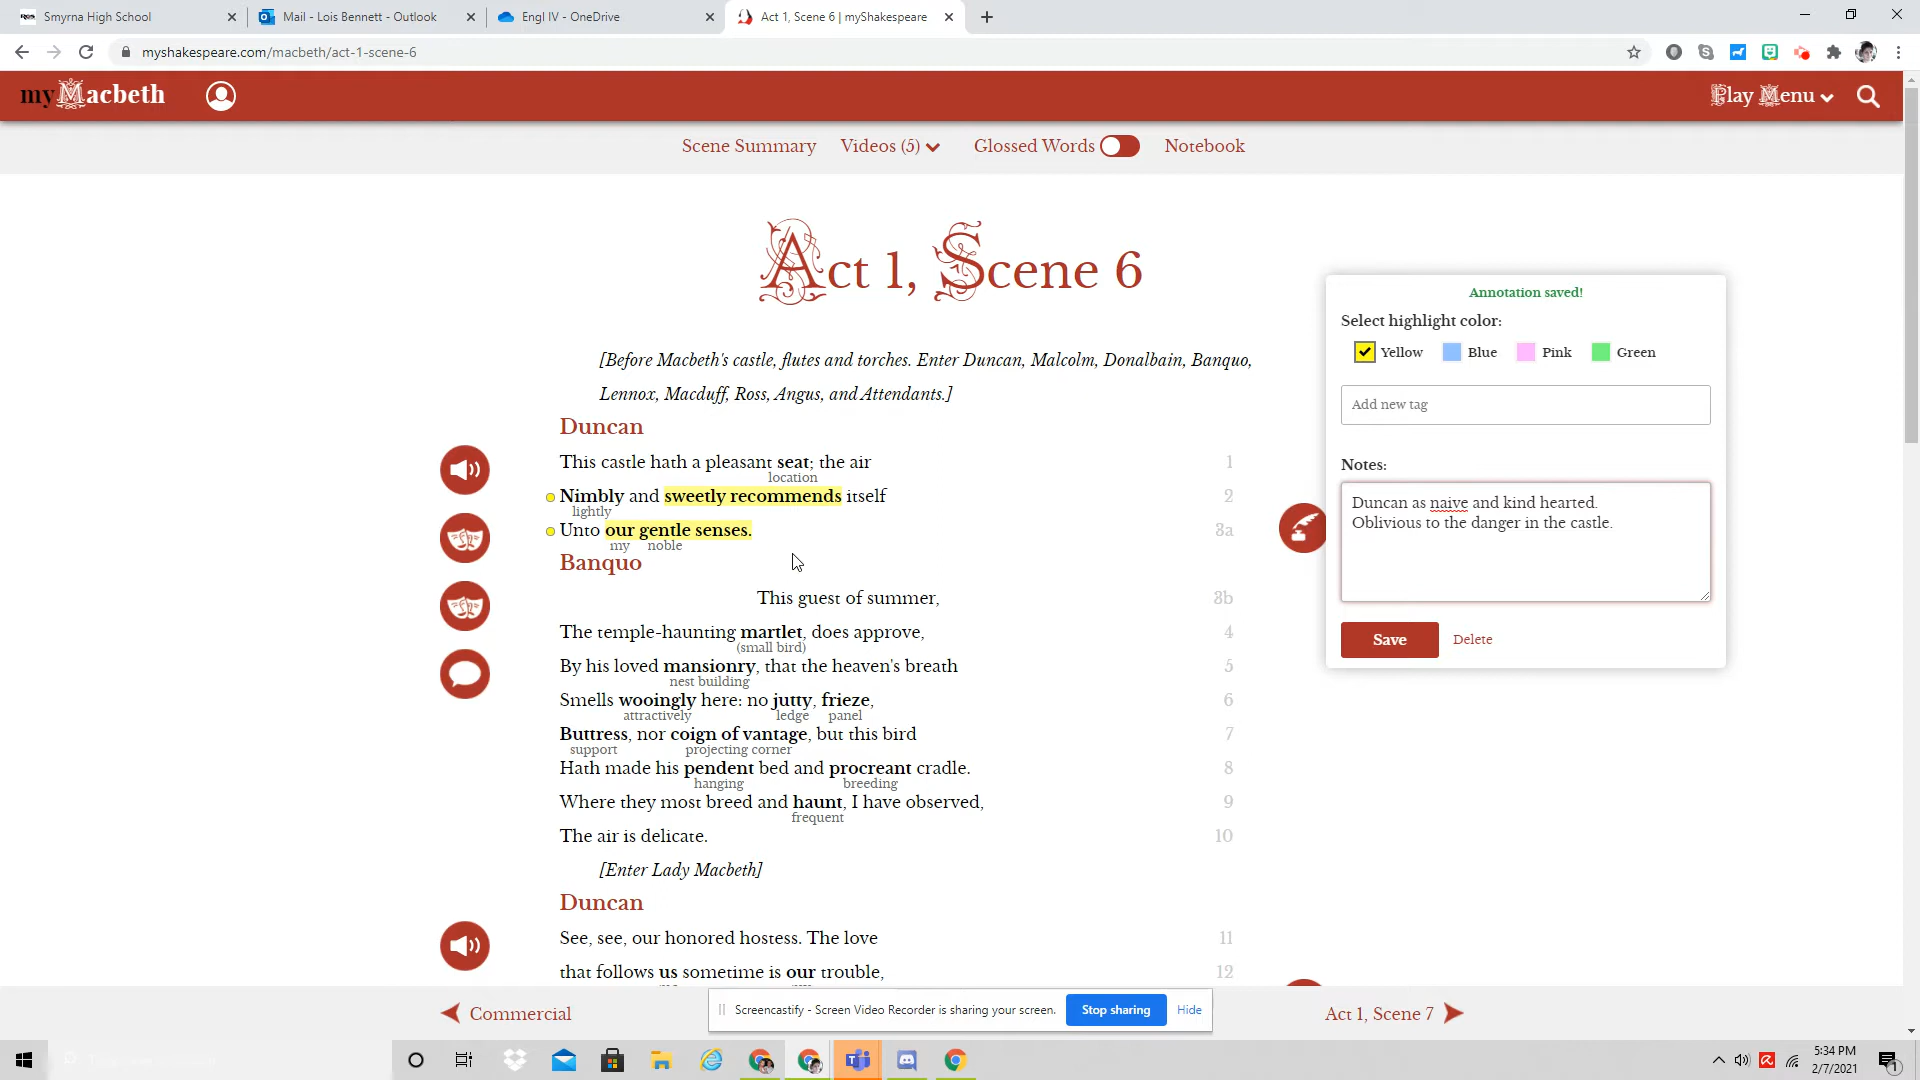 Smyrna High School
Mail - Lois Bennett - Outlook
Engl IV - OneDrive
Act 1, Scene 6 | myShakespeare
myshakespeare.com/macbeth/act-1-scene-6
myMacbeth
Play Menu
Scene Summary
Videos (5)
Glossed Words
Notebook
Act 1, Scene 6
[Before Macbeth's castle, flutes and torches. Enter Duncan, Malcolm, Donalbain, Banquo,
Lennox, Macduff, Ross, Angus, and Attendants.]
Duncan
This castle hath a pleasant seat; the air 1
location
Nimbly and sweetly recommends itself 2
lightly
Unto our gentle senses. 3a
my noble
Banquo
This guest of summer, 3b
The temple-haunting martlet, does approve, 4
(small bird)
By his loved mansionry, that the heaven's breath 5
nest building
Smells wooingly here: no jutty, frieze, 6
attractively ledge panel
Buttress, nor coign of vantage, but this bird 7
support projecting corner
Hath made his pendent bed and procreant cradle. 8
hanging breeding
Where they most breed and haunt, I have observed, 9
frequent
The air is delicate. 10
[Enter Lady Macbeth]
Duncan
See, see, our honored hostess. The love 11
that follows us sometime is our trouble, 12
Annotation saved!
Select highlight color:
Yellow Blue Pink Green
Add new tag
Notes:
Duncan as naive and kind hearted.
Oblivious to the danger in the castle.
Save Delete
Commercial
Screencastify - Screen Video Recorder is sharing your screen.
Stop sharing
Hide
Act 1, Scene 7
5:34 PM
2/7/2021